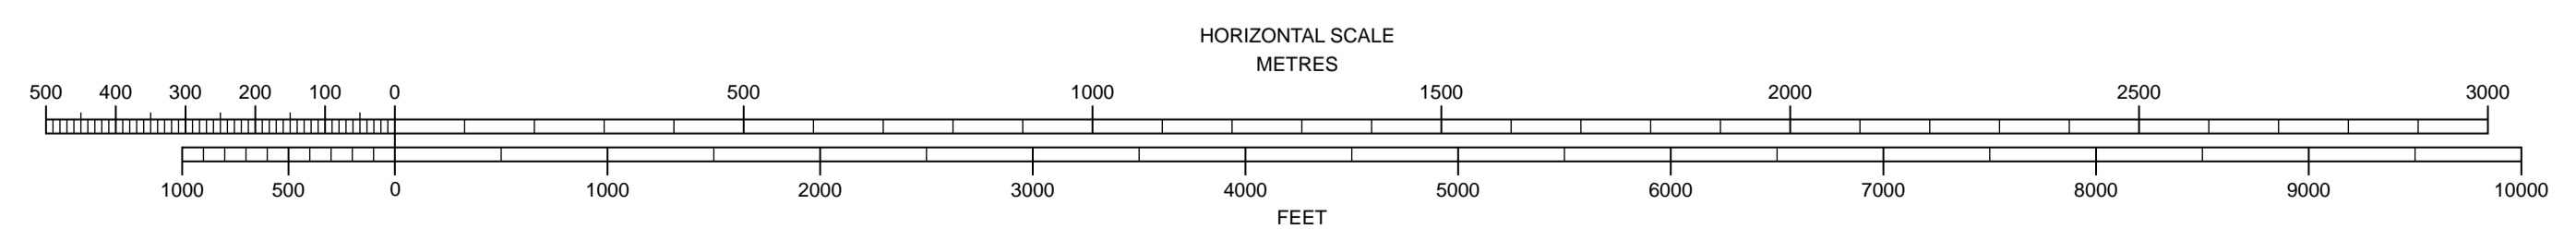 HORIZONTAL SCALE
METRES
500 400 300 200 100 0 500 1000 1500 2000 2500 3000
1000 500 0 1000 2000 3000 4000 5000 6000 7000 8000 9000 10000
FEET